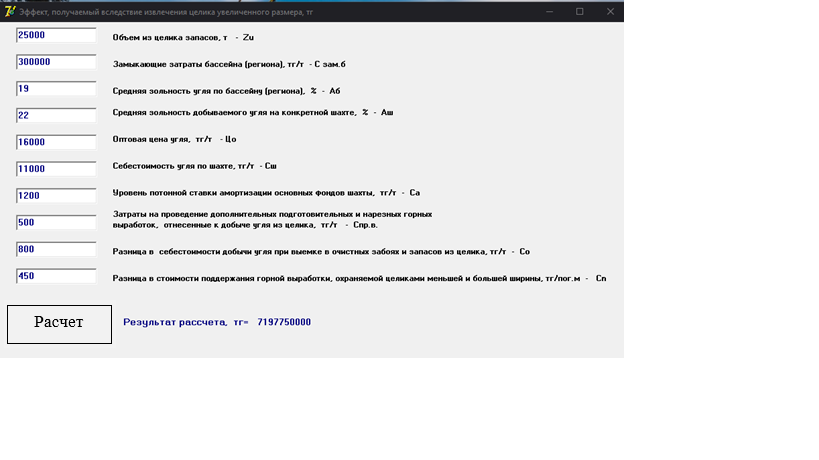 Эффект, получаемый вследствие извлечения целика увеличенного размера, тг
25000 Объем из целика запасов, т - Zu
300000 Замыкающие затраты бассейна (региона), тг/т - С зам.б
19 Средняя зольность угля по бассейну (региона), % - Аб
22 Средняя зольность добываемого угля на конкретной шахте, % - Аш
16000 Оптовая цена угля, тг/т - Цо
11000 Себестоимость угля по шахте, тг/т - Сш
1200 Уровень потонной ставки амортизации основных фондов шахты, тг/т - Са
500 Затраты на проведение дополнительных подготовительных и нарезных горных
выработок, отнесенные к добыче угля из целика, тг/т - Спр.в.
800 Разница в себестоимости добычи угля при выемке в очистных забоях и запасов из целика, тг/т - Со
450 Разница в стоимости поддержания горной выработки, охраняемой целиками меньшей и большей ширины, тг/пог.м - Сп
Расчет Результат рассчета, тг= 7197750000